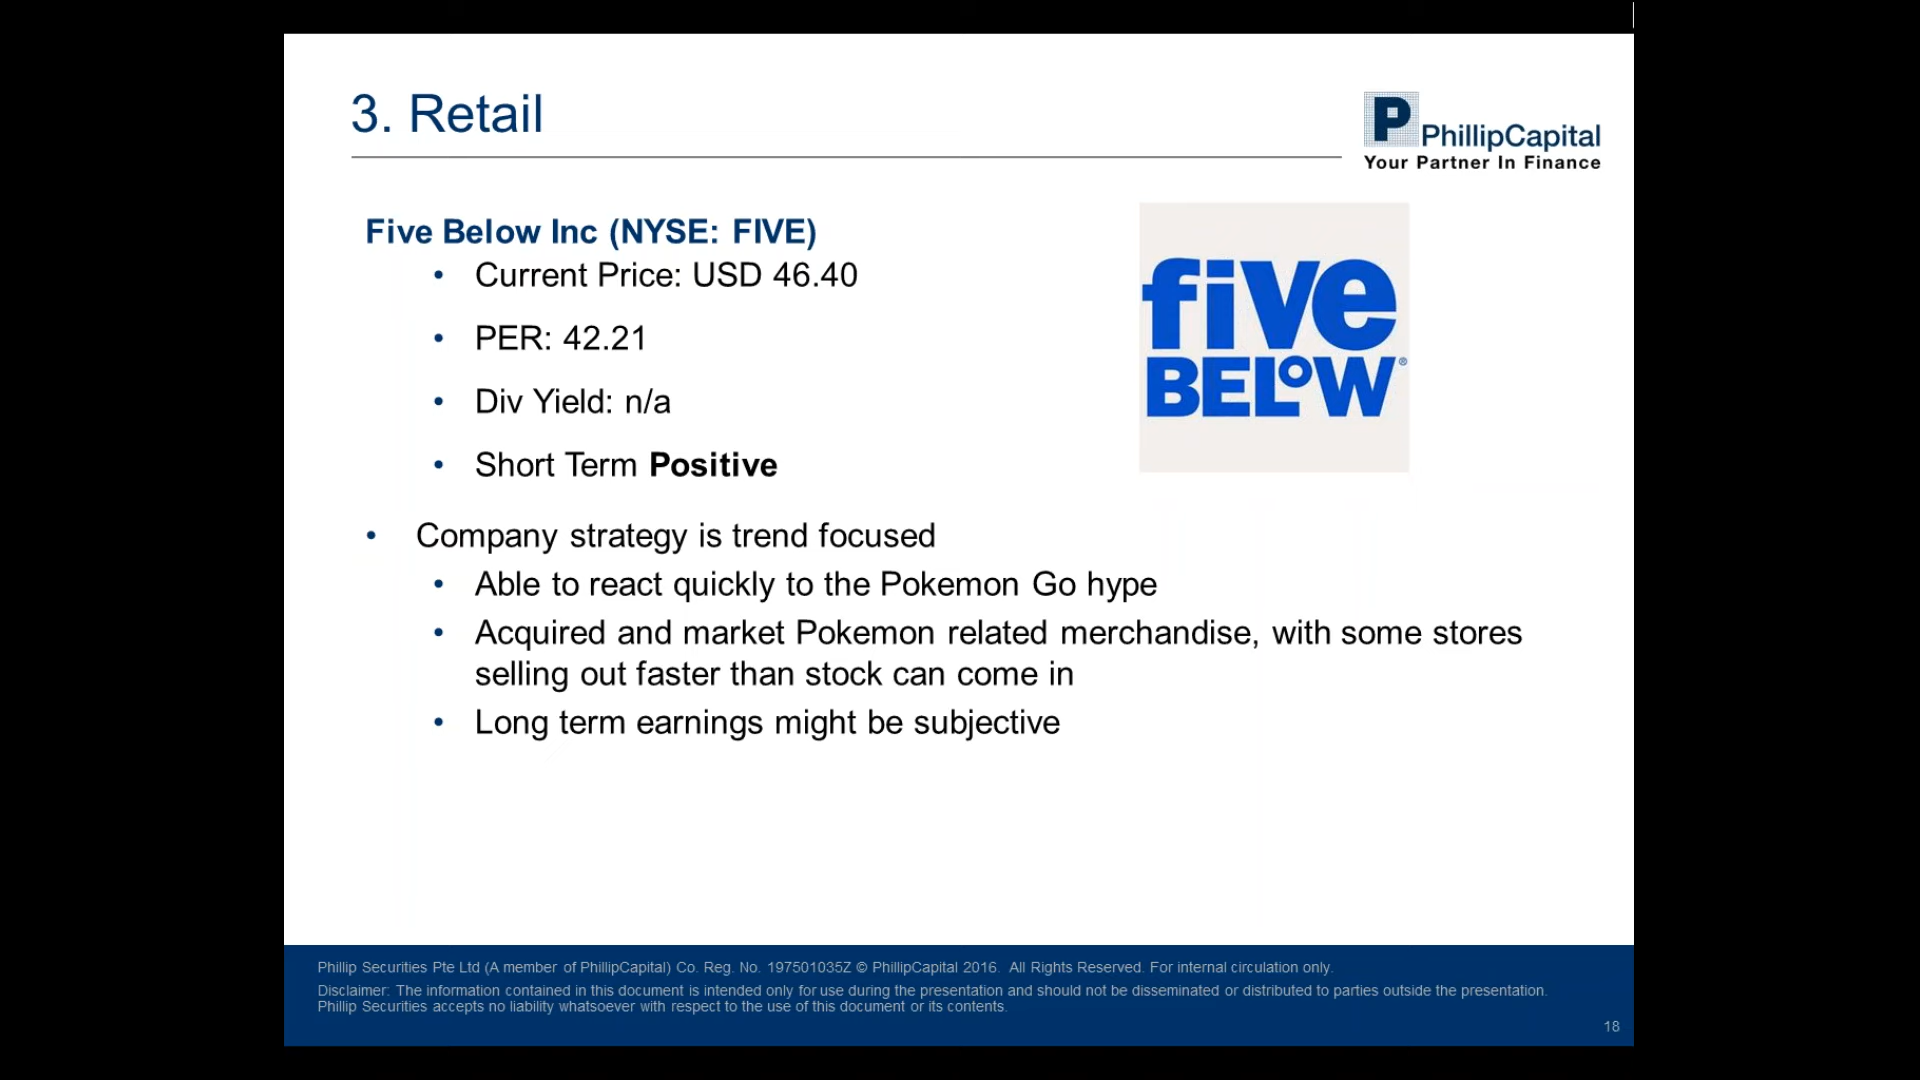 3. Retail
P PhillipCapital
Your Partner In Finance
Five Below Inc (NYSE: FIVE)
• Current Price: USD 46.40
• PER: 42.21
• Div Yield: n/a
• Short Term Positive
five
BELOW®
• Company strategy is trend focused
• Able to react quickly to the Pokemon Go hype
• Acquired and market Pokemon related merchandise, with some stores
selling out faster than stock can come in
• Long term earnings might be subjective
Phillip Securities Pte Ltd (A member of PhillipCapital) Co. Reg. No. 197501035Z © PhillipCapital 2016. All Rights Reserved. For internal circulation only.
Disclaimer: The information contained in this document is intended only for use during the presentation and should not be disseminated or distributed to parties outside the presentation.
Phillip Securities accepts no liability whatsoever with respect to the use of this document or its contents.
18